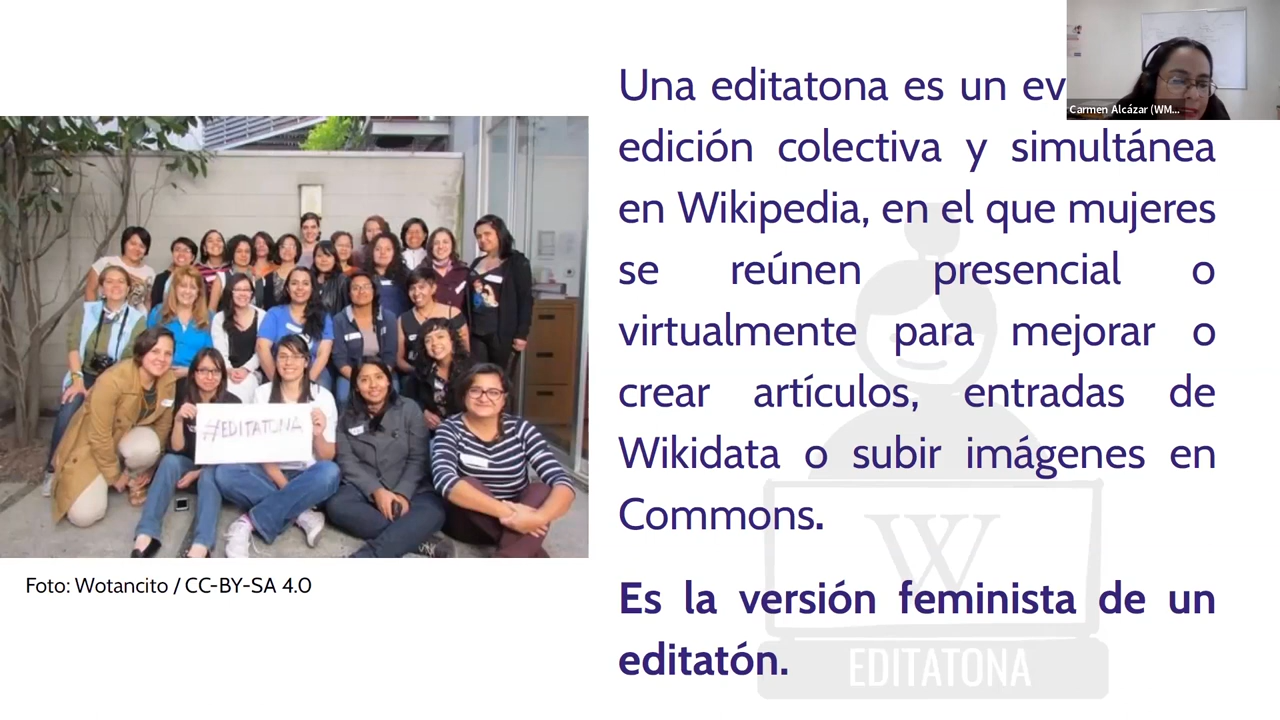 Una editatona es un ev
Carmen Alcázar (WM...
edición colectiva y simultánea
en Wikipedia, en el que mujeres
se reúnen presencial o
virtualmente para mejorar o
crear artículos, entradas de
Wikidata o subir imágenes en
Commons.
Es la versión feminista de un
editatón.
W
EDITATONA
#EDITATONA
Foto: Wotancito / CC-BY-SA 4.0